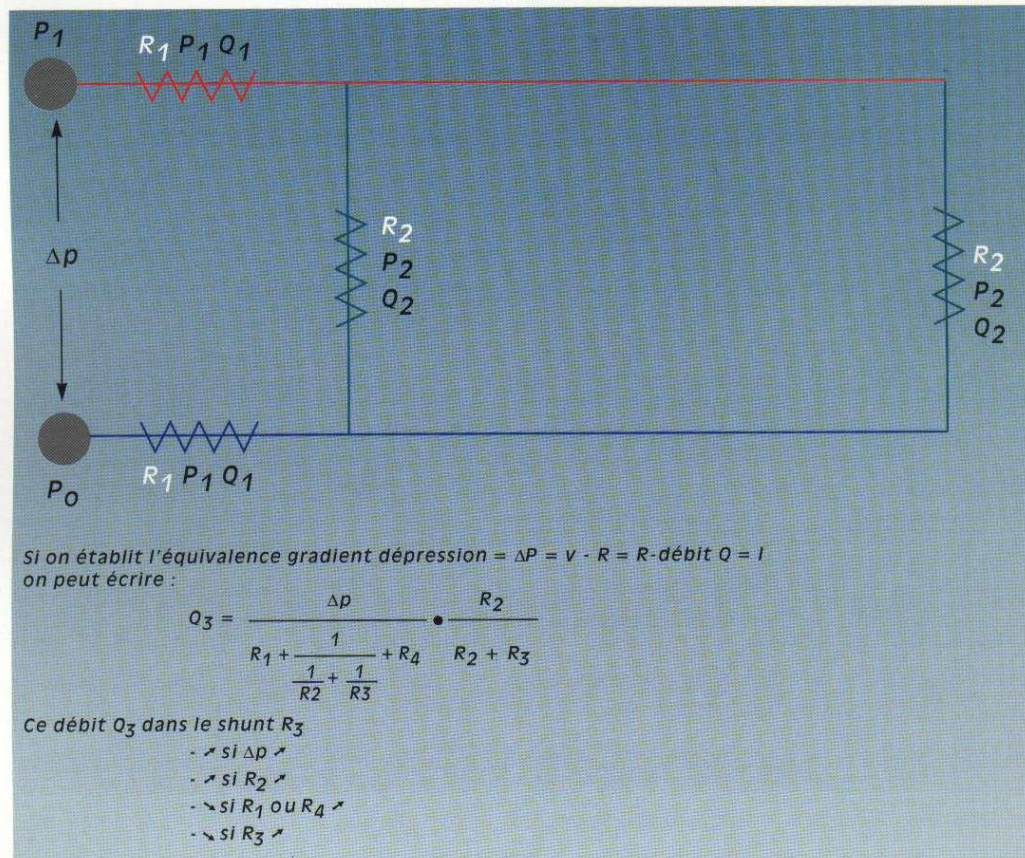 P1
R1 P1 Q1
Δp
R2
P2
Q2
R2
P2
Q2
P0
R1 P1 Q1
Si on établit l'équivalence gradient dépression = ΔP = v - R = R-débit Q = I
on peut écrire :
Q3 = Δp / (R1 + 1 / (1/R2 + 1/R3) + R4) • R2 / (R2 + R3)
Ce débit Q3 dans le shunt R3
- ↗ si Δp ↗
- ↗ si R2 ↗
- ↘ si R1 ou R4 ↗
- ↘ si R3 ↗